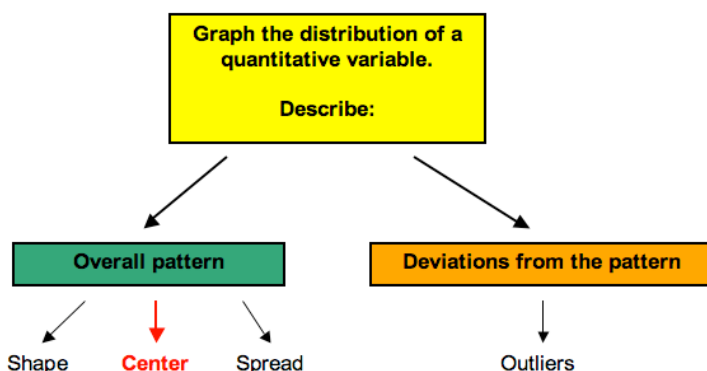 Graph the distribution of a
quantitative variable.
Describe:
Overall pattern
Deviations from the pattern
Shape
Center
Spread
Outliers